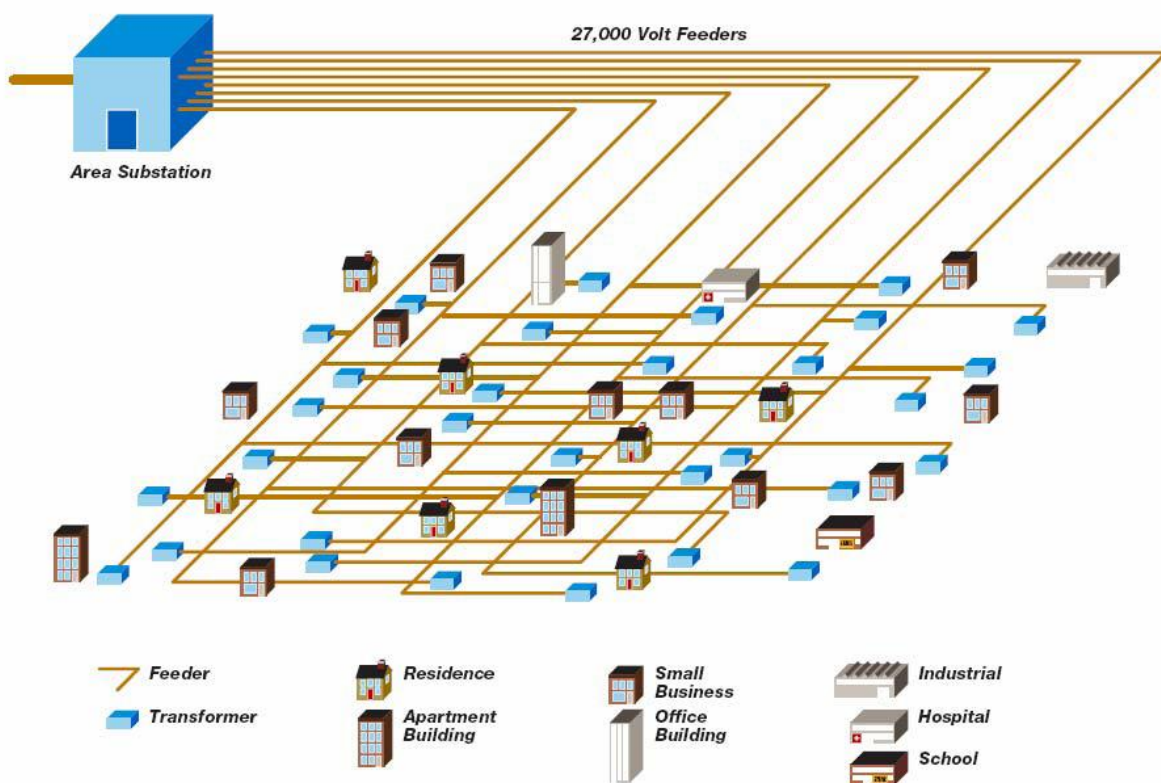 27,000 Volt Feeders
Area Substation
Feeder
Transformer
Residence
Apartment
Building
Small
Business
Office
Building
Industrial
Hospital
School